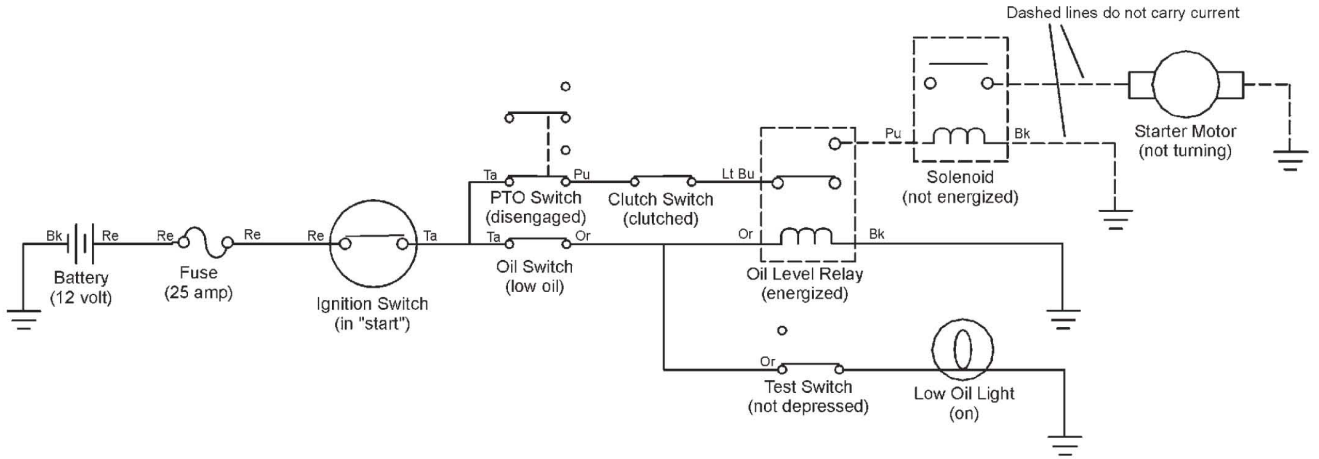 Dashed lines do not carry current
Starter Motor
(not turning)
Pu
Bk
Solenoid
(not energized)
Ta
Pu
Lt Bu
PTO Switch
(disengaged)
Clutch Switch
(clutched)
Bk
Re
Re
Re
Re
Ta
Ta
Or
Or
Bk
Battery
(12 volt)
Fuse
(25 amp)
Ignition Switch
(in "start")
Oil Switch
(low oil)
Oil Level Relay
(energized)
Or
Test Switch
(not depressed)
Low Oil Light
(on)